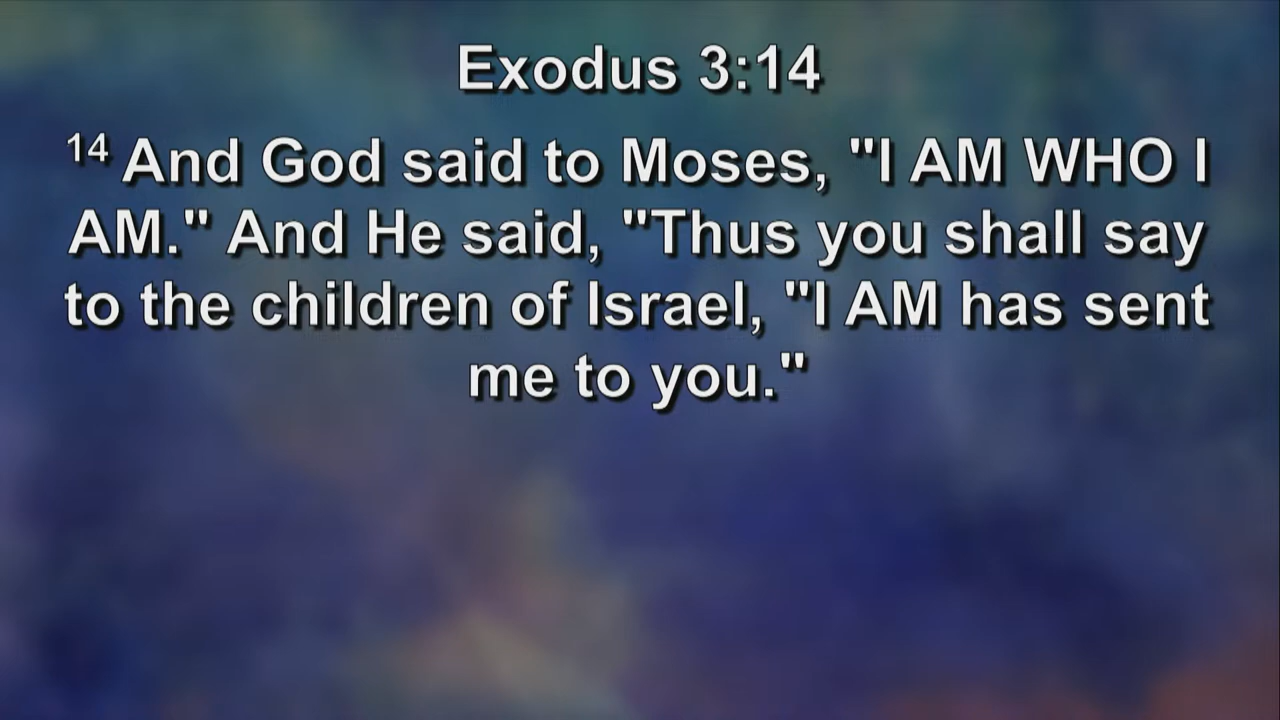 Exodus 3:14
14 And God said to Moses, "I AM WHO I
AM." And He said, "Thus you shall say
to the children of Israel, "I AM has sent
me to you."